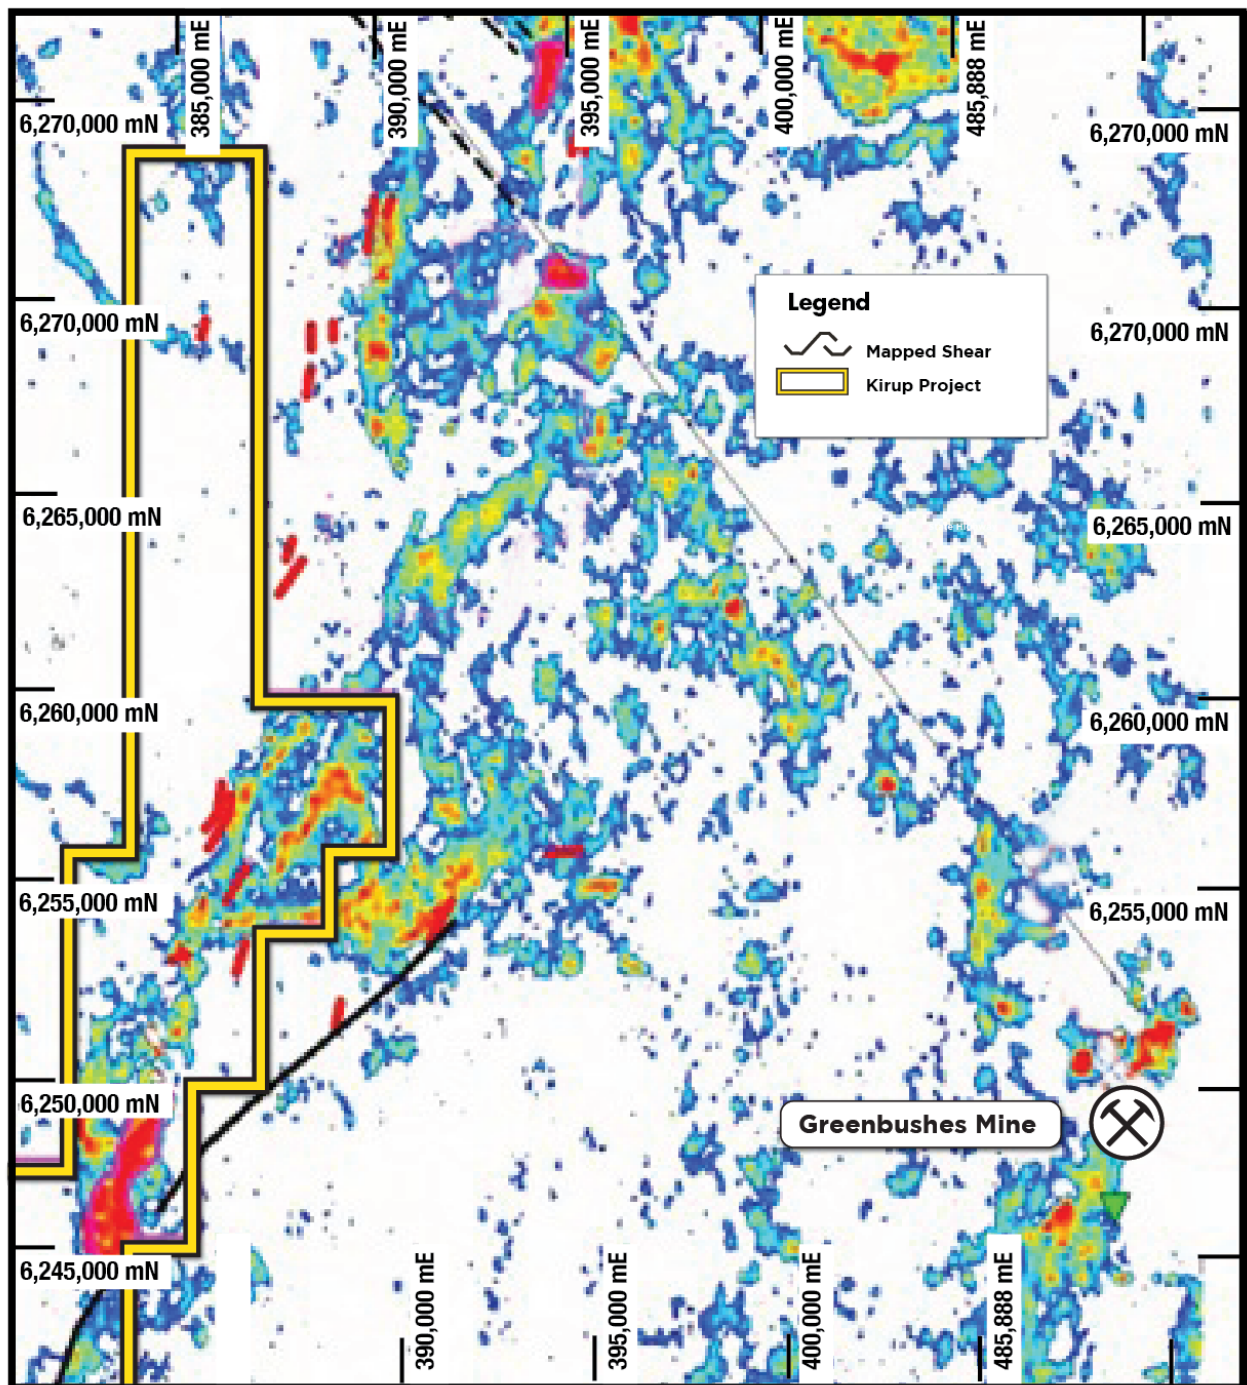 385,000 mE
390,000 mE
395,000 mE
400,000 mE
485,888 mE
6,270,000 mN
6,270,000 mN
6,270,000 mN
6,270,000 mN
Legend
Mapped Shear
Kirup Project
6,265,000 mN
6,265,000 mN
6,260,000 mN
6,260,000 mN
6,255,000 mN
6,255,000 mN
6,250,000 mN
Greenbushes Mine
6,245,000 mN
390,000 mE
395,000 mE
400,000 mE
485,888 mE